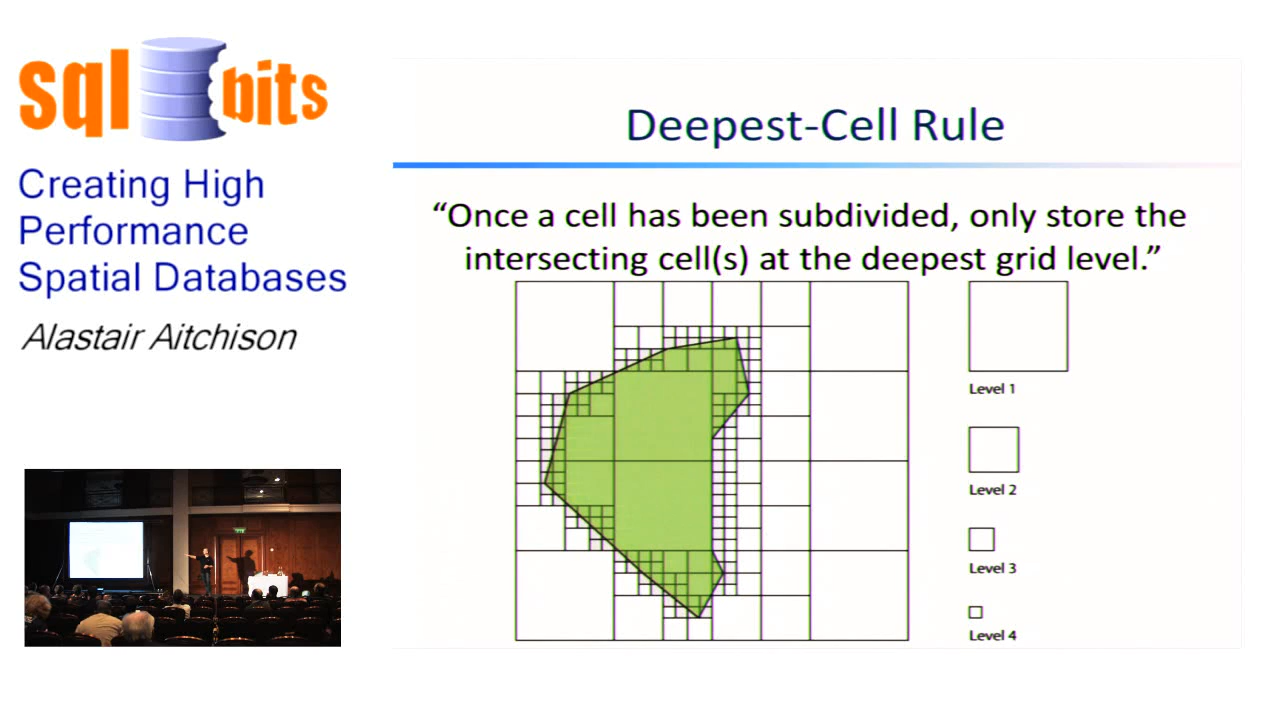 sql bits
Creating High
Performance
Spatial Databases
Alastair Aitchison
Deepest-Cell Rule
“Once a cell has been subdivided, only store the
intersecting cell(s) at the deepest grid level.”
Level 1
Level 2
Level 3
Level 4